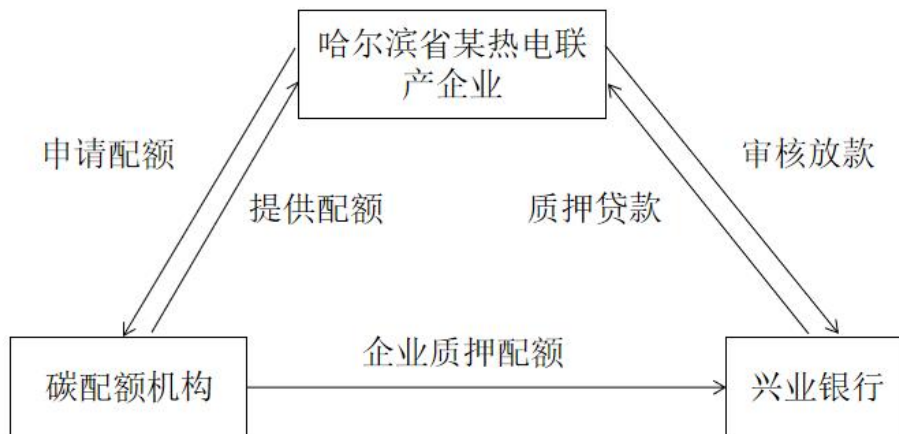 哈尔滨省某热电联
产企业
申请配额
审核放款
提供配额
质押贷款
企业质押配额
碳配额机构
兴业银行